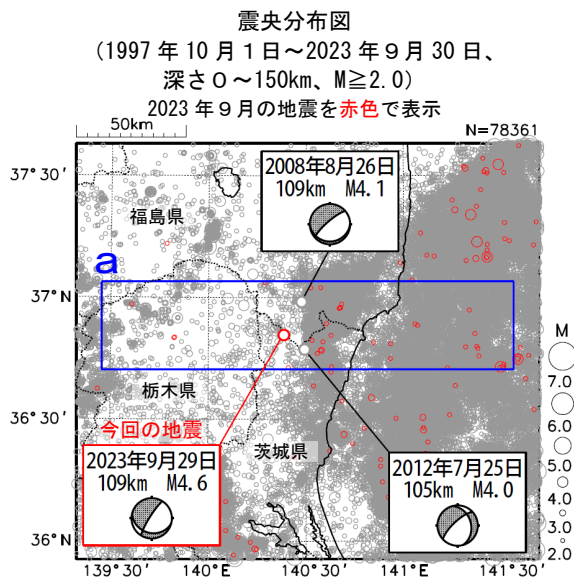 震央分布図
（1997 年 10 月１日～2023 年９月 30 日、
深さ０～150km、M≧2.0）
2023 年９月の地震を赤色で表示
50km
N=78361
37°30′
2008年8月26日
109km M4.1
福島県
a
37°N
M
7.0
栃木県
6.0
36°30′
今回の地震
茨城県
5.0
2023年9月29日
109km M4.6
2012年7月25日
105km M4.0
4.0
3.0
36°N
2.0
139°30′ 140°E 140°30′ 141°E 141°30′